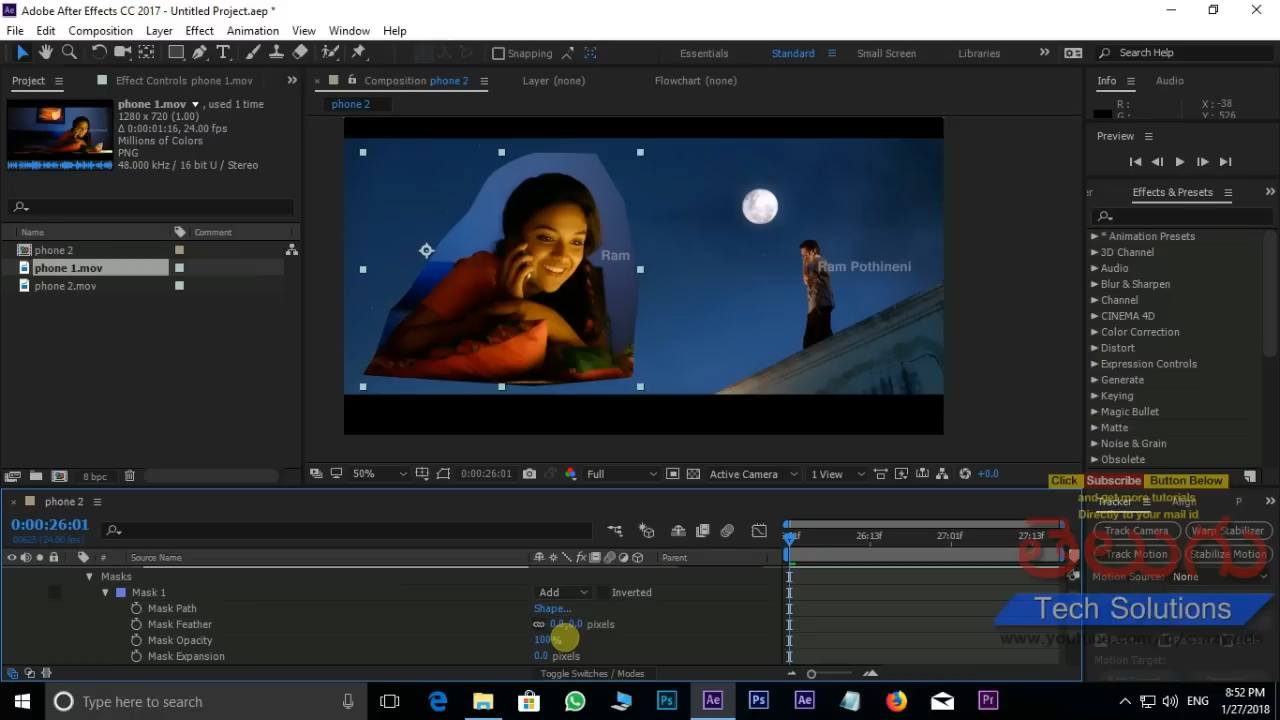 Adobe After Effects CC 2017 - Untitled Project.aep *
File Edit Composition Layer Effect Animation View Window Help
Snapping Essentials Standard Small Screen Libraries Search Help
Project Effect Controls phone 1.mov Composition phone 2 Layer (none) Flowchart (none) Info Audio
phone 2
phone 1.mov , used 1 time
1280 x 720 (1.00)
Δ 0:00:01:16, 24.00 fps
Millions of Colors
PNG
48.000 kHz / 16 bit U / Stereo
R : X : -38
G : Y : 526
Preview
Effects & Presets
Name Comment
phone 2
phone 1.mov
phone 2.mov
Ram
Ram Pothineni
* Animation Presets
3D Channel
Audio
Blur & Sharpen
Channel
CINEMA 4D
Color Correction
Distort
Expression Controls
Generate
Keying
Magic Bullet
Matte
Noise & Grain
Obsolete
8 bpc 50% 0:00:26:01 Full Active Camera 1 View +0.0
Click Subscribe Button Below
and get more tutorials
Directly to your mail id
phone 2 Tracker Align P
0:00:26:01
00625 (24.00 fps)
26:13f 27:01f 27:13f
Track Camera Warp Stabilizer
Track Motion Stabilize Motion
Motion Source: None
తెలుగు
Tech Solutions
# Source Name Parent
Masks
Mask 1 Add Inverted
Mask Path Shape...
Mask Feather 0.0, 0.0 pixels
Mask Opacity 100%
Mask Expansion 0.0 pixels
Motion Target:
Toggle Switches / Modes
Type here to search
ENG 8:52 PM
1/27/2018